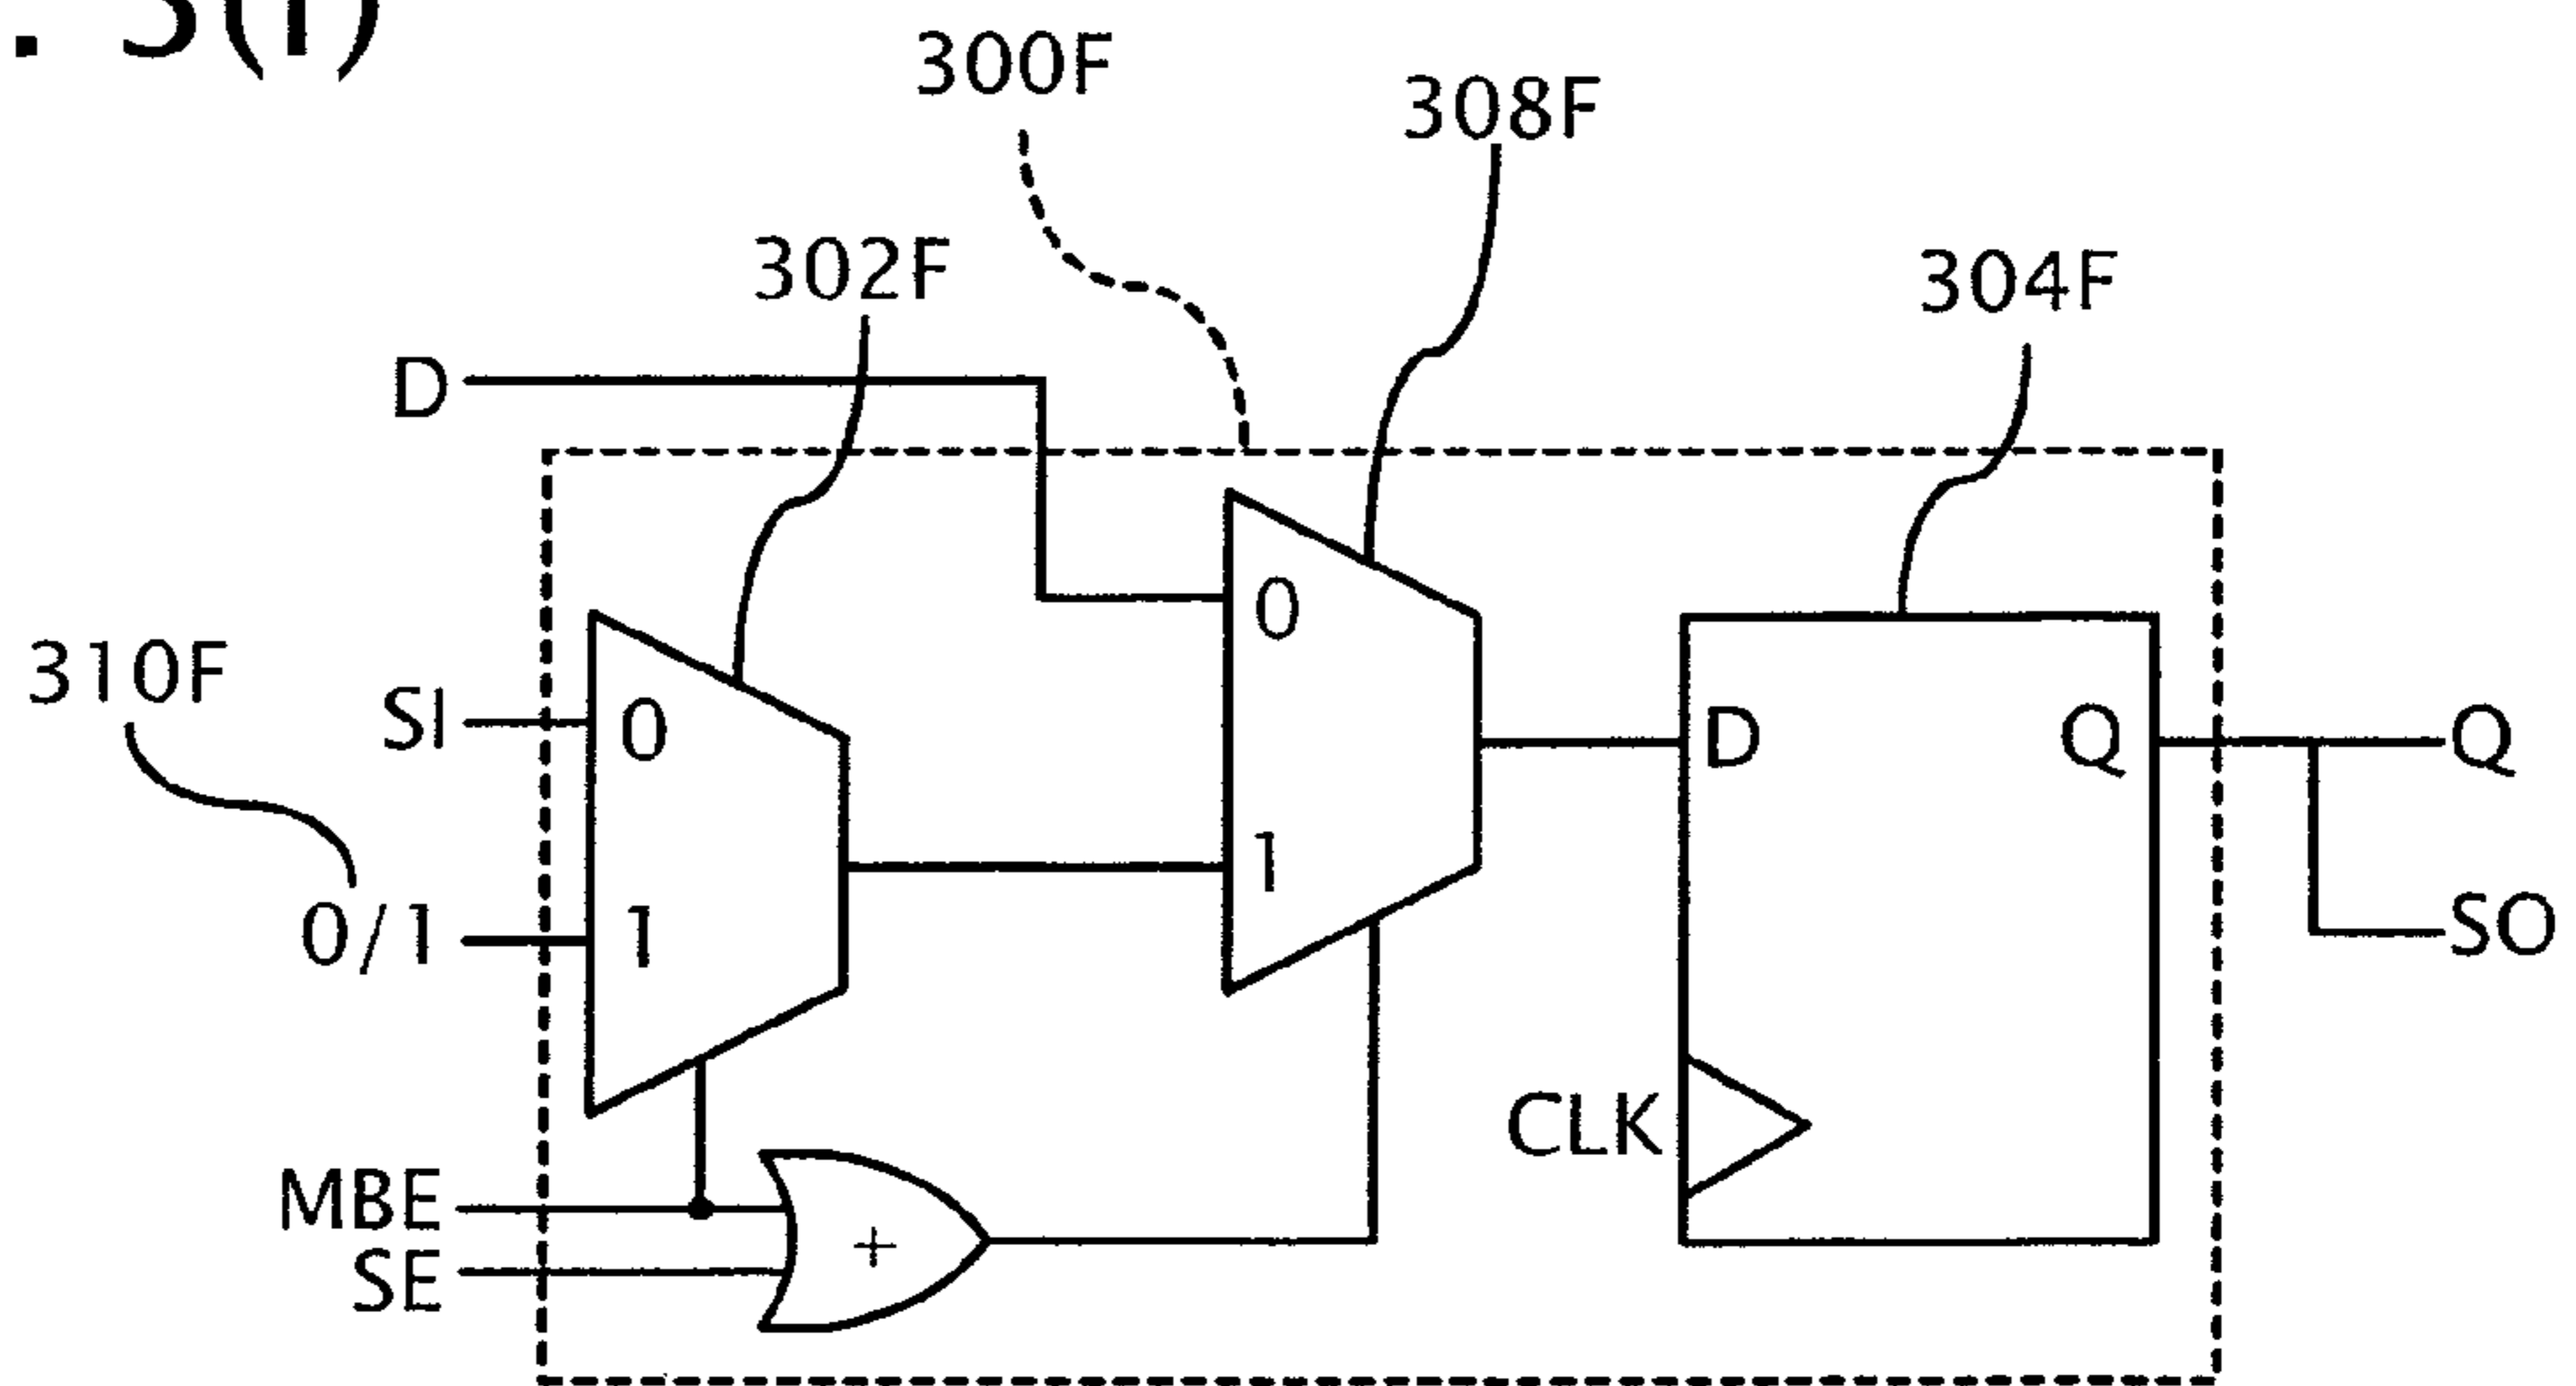 . 3(f)
300F
308F
302F
304F
D
310F
SI
0
0/1
1
0
1
D
Q
Q
SO
CLK
MBE
SE
+